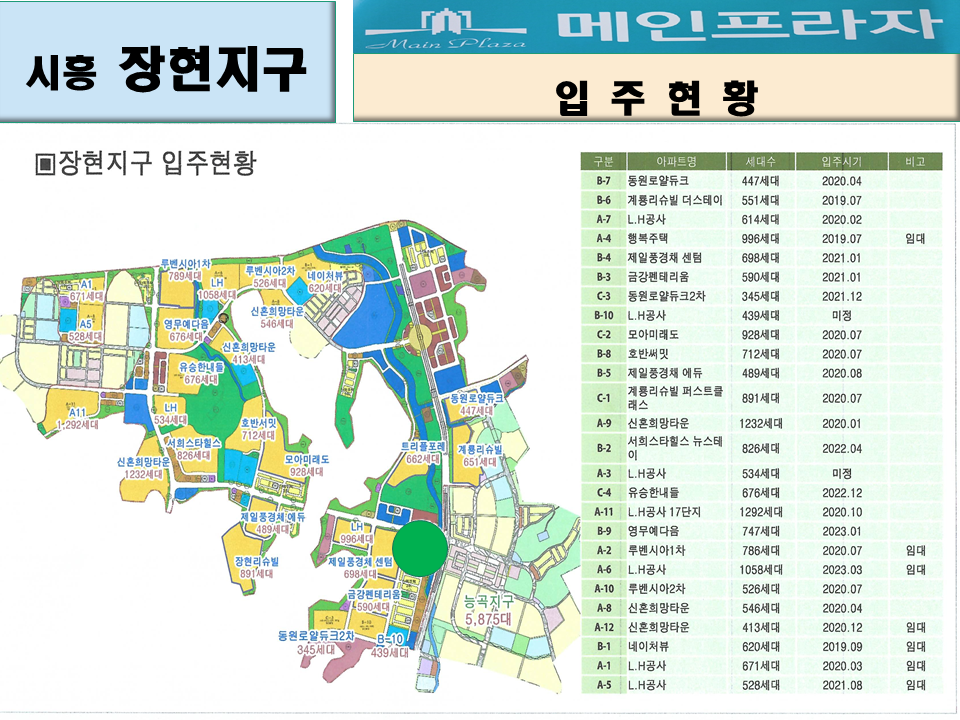 시흥 장현지구
Main Plaza
메인프라자
입 주 현 황
▣장현지구 입주현황
루벤시아1차
789세대
LH
1058세대
루벤시아2차
526세대
네이처뷰
620세대
신혼희망타운
546세대
A1
671세대
A5
528세대
영무예다음
676세대
신혼희망타운
413세대
유승한내들
676세대
A11
1,292세대
LH
534세대
호반써밋
712세대
서희스타힐스
826세대
신혼희망타운
1232세대
모아미래도
928세대
동원로얄듀크
447세대
트리플포레
662세대
계룡리슈빌
651세대
제일풍경체 에듀
489세대
장현리슈빌
891세대
LH
996세대
제일풍경체 센텀
698세대
금강펜테리움
590세대
능곡지구
5,875대
동원로얄듀크2차
345세대
B-10
439세대
구분 아파트명 세대수 입주시기 비고
B-7 동원로얄듀크 447세대 2020.04
B-6 계룡리슈빌 더스테이 551세대 2019.07
A-7 L.H공사 614세대 2020.02
A-4 행복주택 996세대 2019.07 임대
B-4 제일풍경채 센텀 698세대 2021.01
B-3 금강펜테리움 590세대 2021.01
C-3 동원로얄듀크2차 345세대 2021.12
B-10 L.H공사 439세대 미정
C-2 모아미래도 928세대 2020.07
B-8 호반써밋 712세대 2020.07
B-5 제일풍경채 에듀 489세대 2020.08
C-1 계룡리슈빌 퍼스트클래스 891세대 2020.07
A-9 신혼희망타운 1232세대 2020.01
B-2 서희스타힐스 뉴스테이 826세대 2022.04
A-3 L.H공사 534세대 미정
C-4 유승한내들 676세대 2022.12
A-11 L.H공사 17단지 1292세대 2020.10
B-9 영무예다음 747세대 2023.01
A-2 루벤시아1차 786세대 2020.07 임대
A-6 L.H공사 1058세대 2023.03 임대
A-10 루벤시아2차 526세대 2020.07
A-8 신혼희망타운 546세대 2020.04
A-12 신혼희망타운 413세대 2020.12 임대
B-1 네이처뷰 620세대 2019.09 임대
A-1 L.H공사 671세대 2020.03 임대
A-5 L.H공사 528세대 2021.08 임대